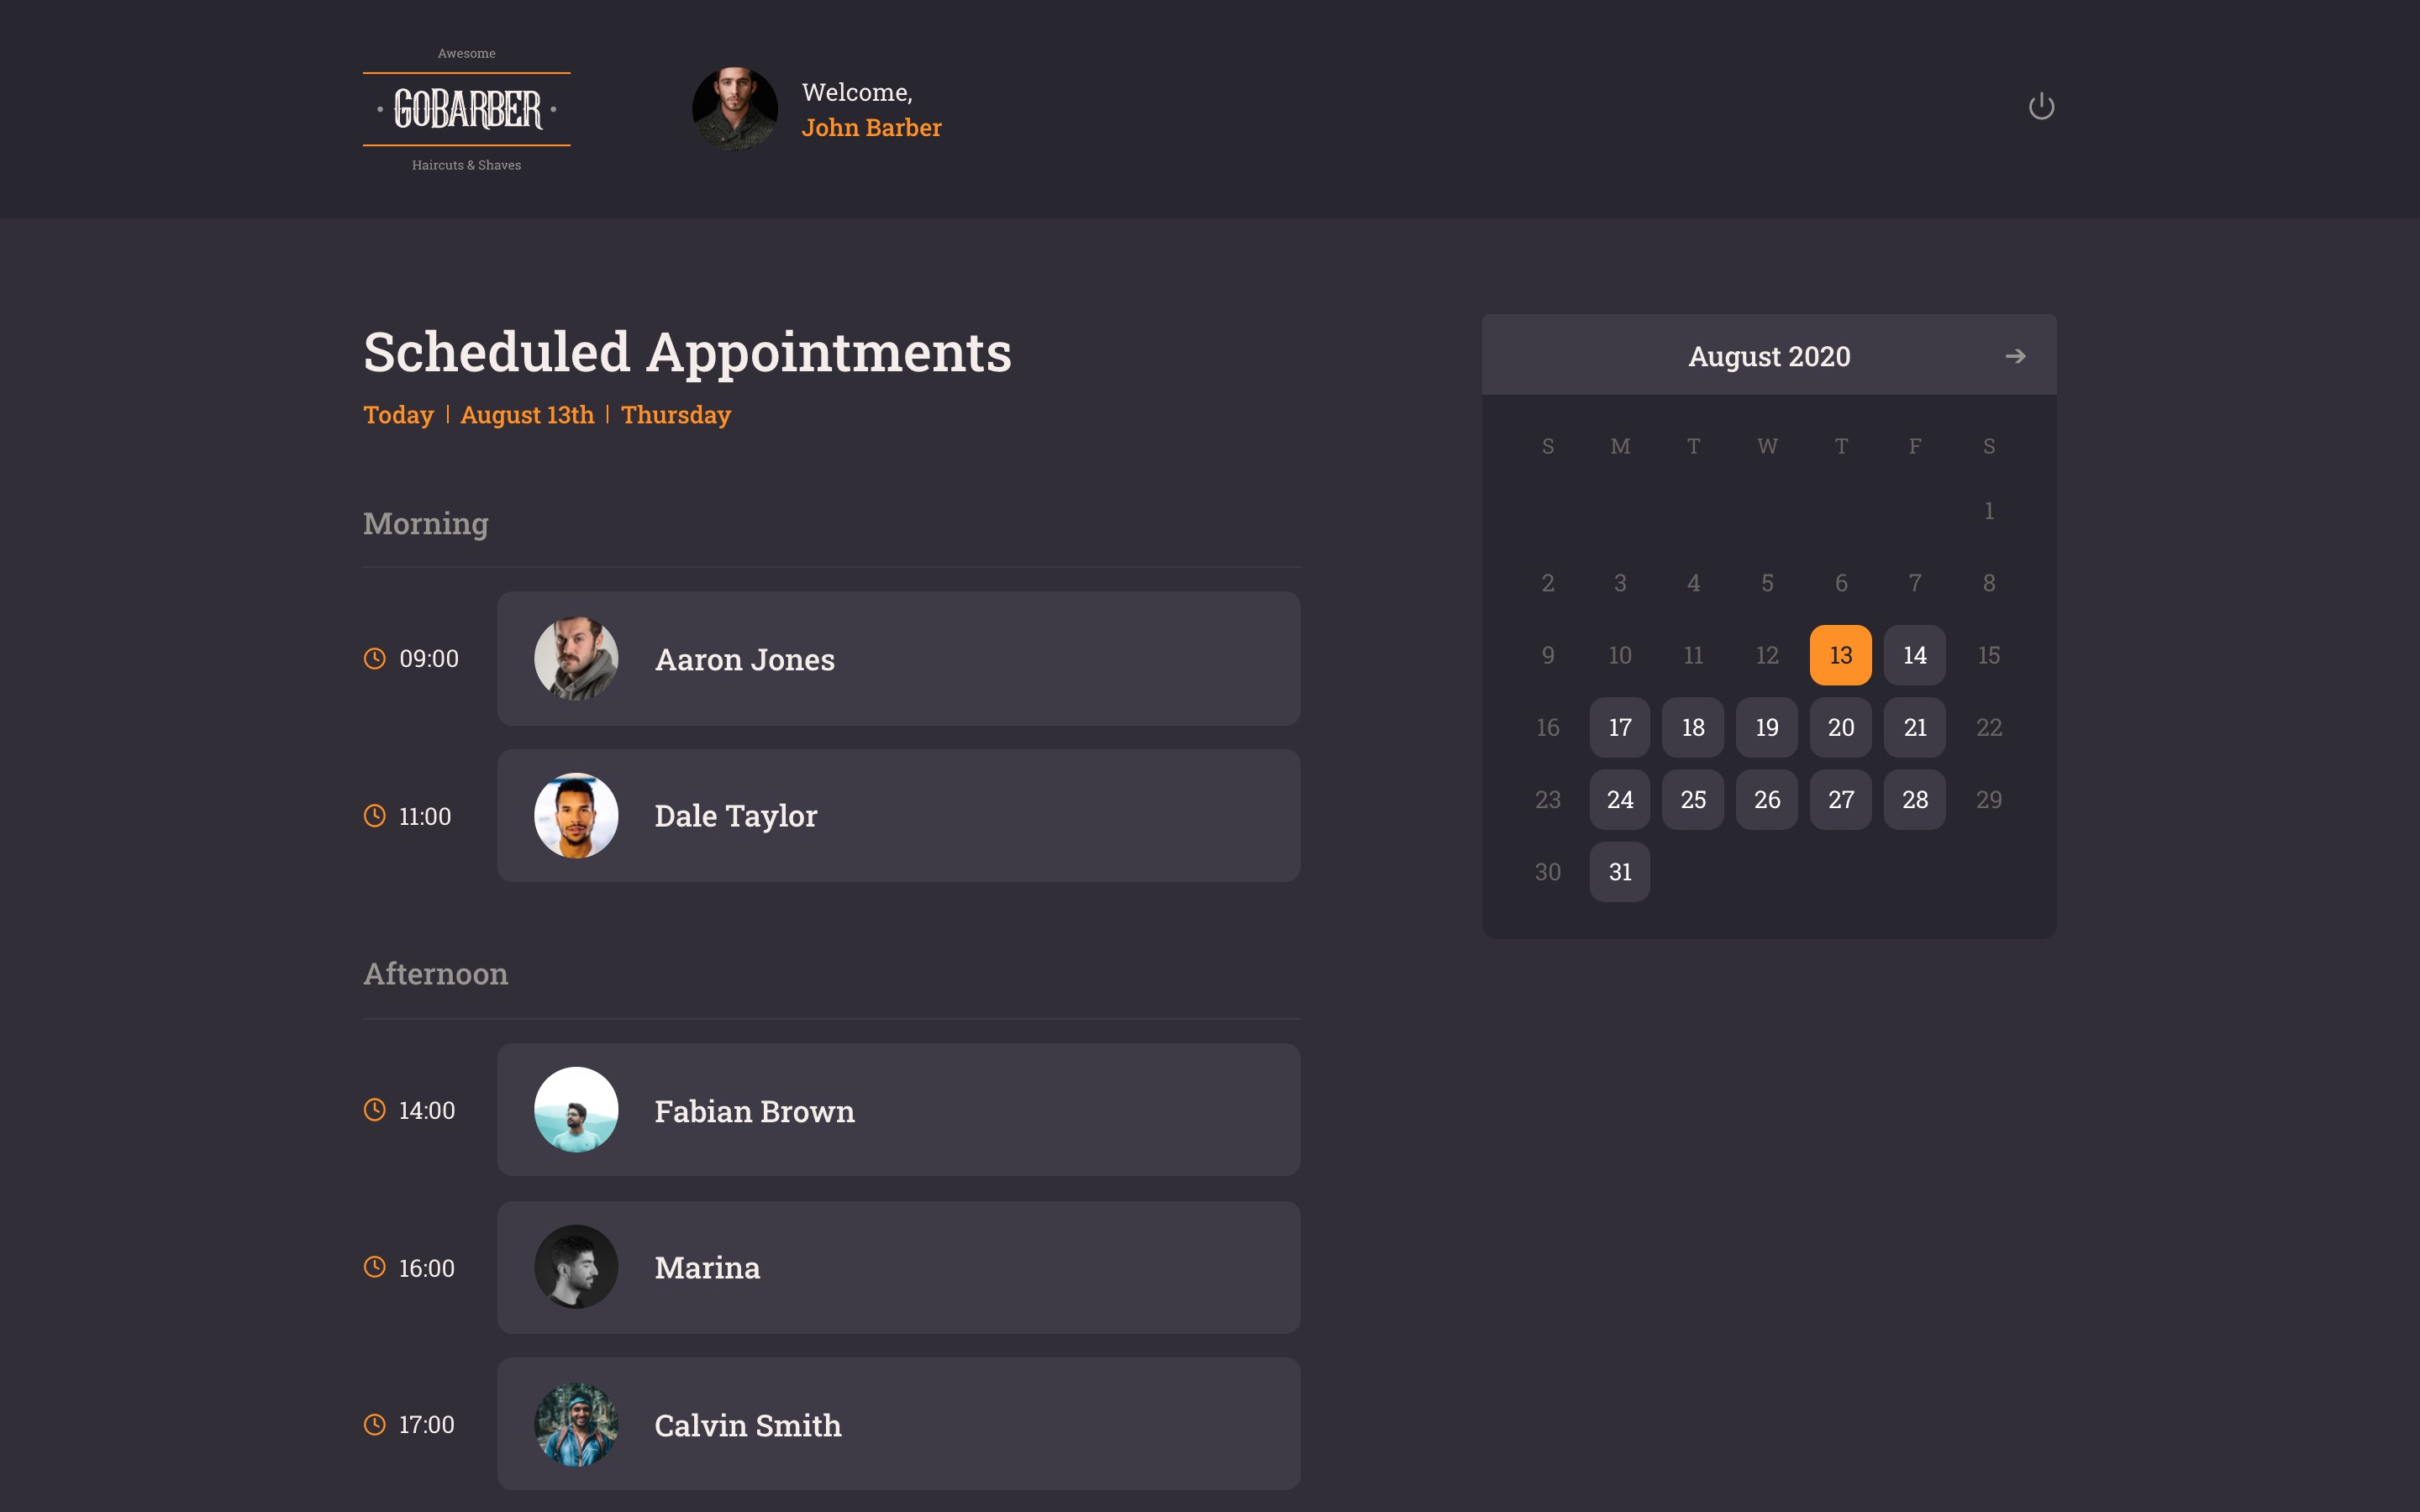 Awesome
GOBARBER
Haircuts & Shaves
Welcome,
John Barber
Scheduled Appointments
Today | August 13th | Thursday
Morning
09:00 Aaron Jones
11:00 Dale Taylor
Afternoon
14:00 Fabian Brown
16:00 Marina
17:00 Calvin Smith
August 2020
S M T W T F S
1
2 3 4 5 6 7 8
9 10 11 12 13 14 15
16 17 18 19 20 21 22
23 24 25 26 27 28 29
30 31